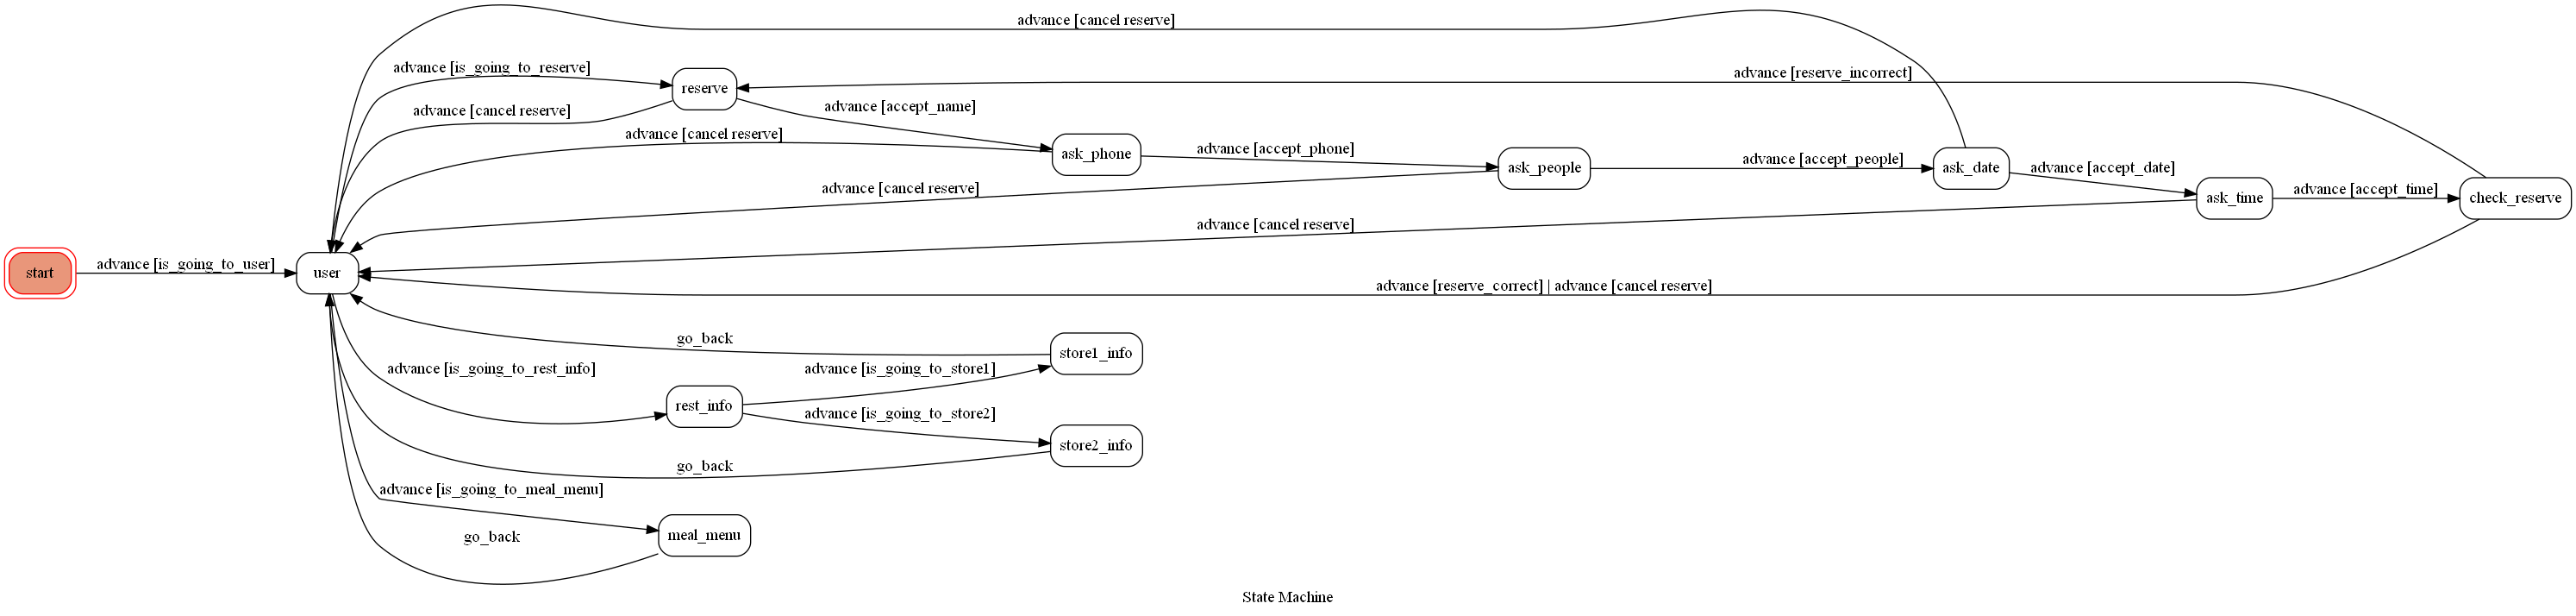 advance [cancel reserve]
advance [is_going_to_reserve]
advance [reserve_incorrect]
reserve
advance [cancel reserve]
advance [accept_name]
advance [cancel reserve]
ask_phone
advance [accept_phone]
ask_people
advance [accept_people]
ask_date
advance [accept_date]
advance [cancel reserve]
ask_time
advance [accept_time]
check_reserve
advance [cancel reserve]
start
advance [is_going_to_user]
user
advance [reserve_correct] | advance [cancel reserve]
go_back
store1_info
advance [is_going_to_rest_info]
advance [is_going_to_store1]
rest_info
advance [is_going_to_store2]
store2_info
go_back
advance [is_going_to_meal_menu]
meal_menu
go_back
State Machine